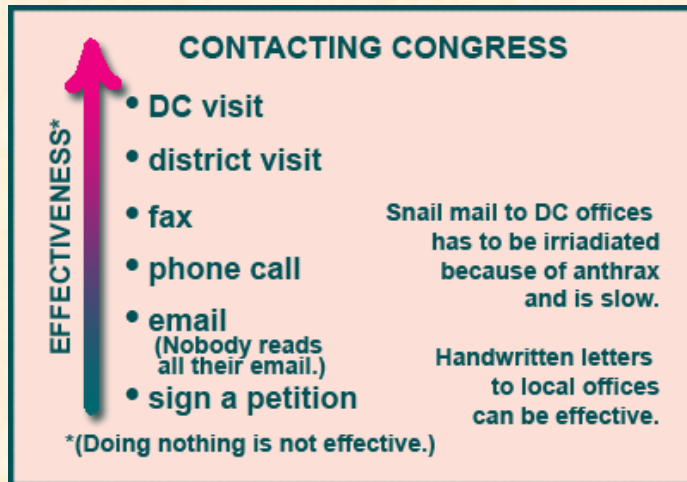 CONTACTING CONGRESS
EFFECTIVENESS*
• DC visit
• district visit
• fax
• phone call
• email
(Nobody reads
all their email.)
• sign a petition
*(Doing nothing is not effective.)
Snail mail to DC offices
has to be irriadiated
because of anthrax
and is slow.
Handwritten letters
to local offices
can be effective.